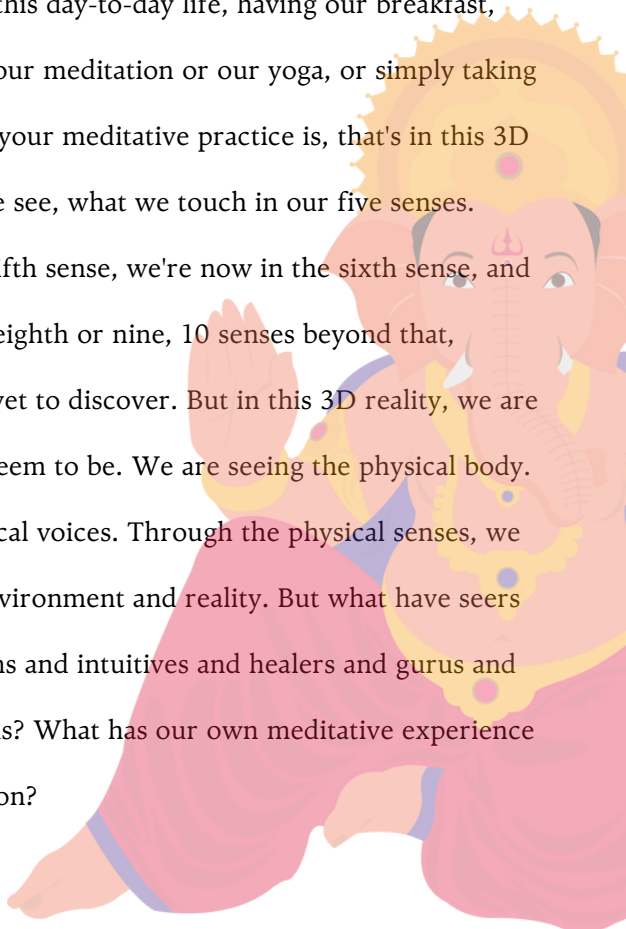 this day-to-day life, having our breakfast,
our meditation or our yoga, or simply taking
your meditative practice is, that's in this 3D
see, what we touch in our five senses.
fth sense, we're now in the sixth sense, and
eighth or nine, 10 senses beyond that,
yet to discover. But in this 3D reality, we are
eem to be. We are seeing the physical body.
cal voices. Through the physical senses, we
vironment and reality. But what have seers
ns and intuitives and healers and gurus and
s? What has our own meditative experience
on?